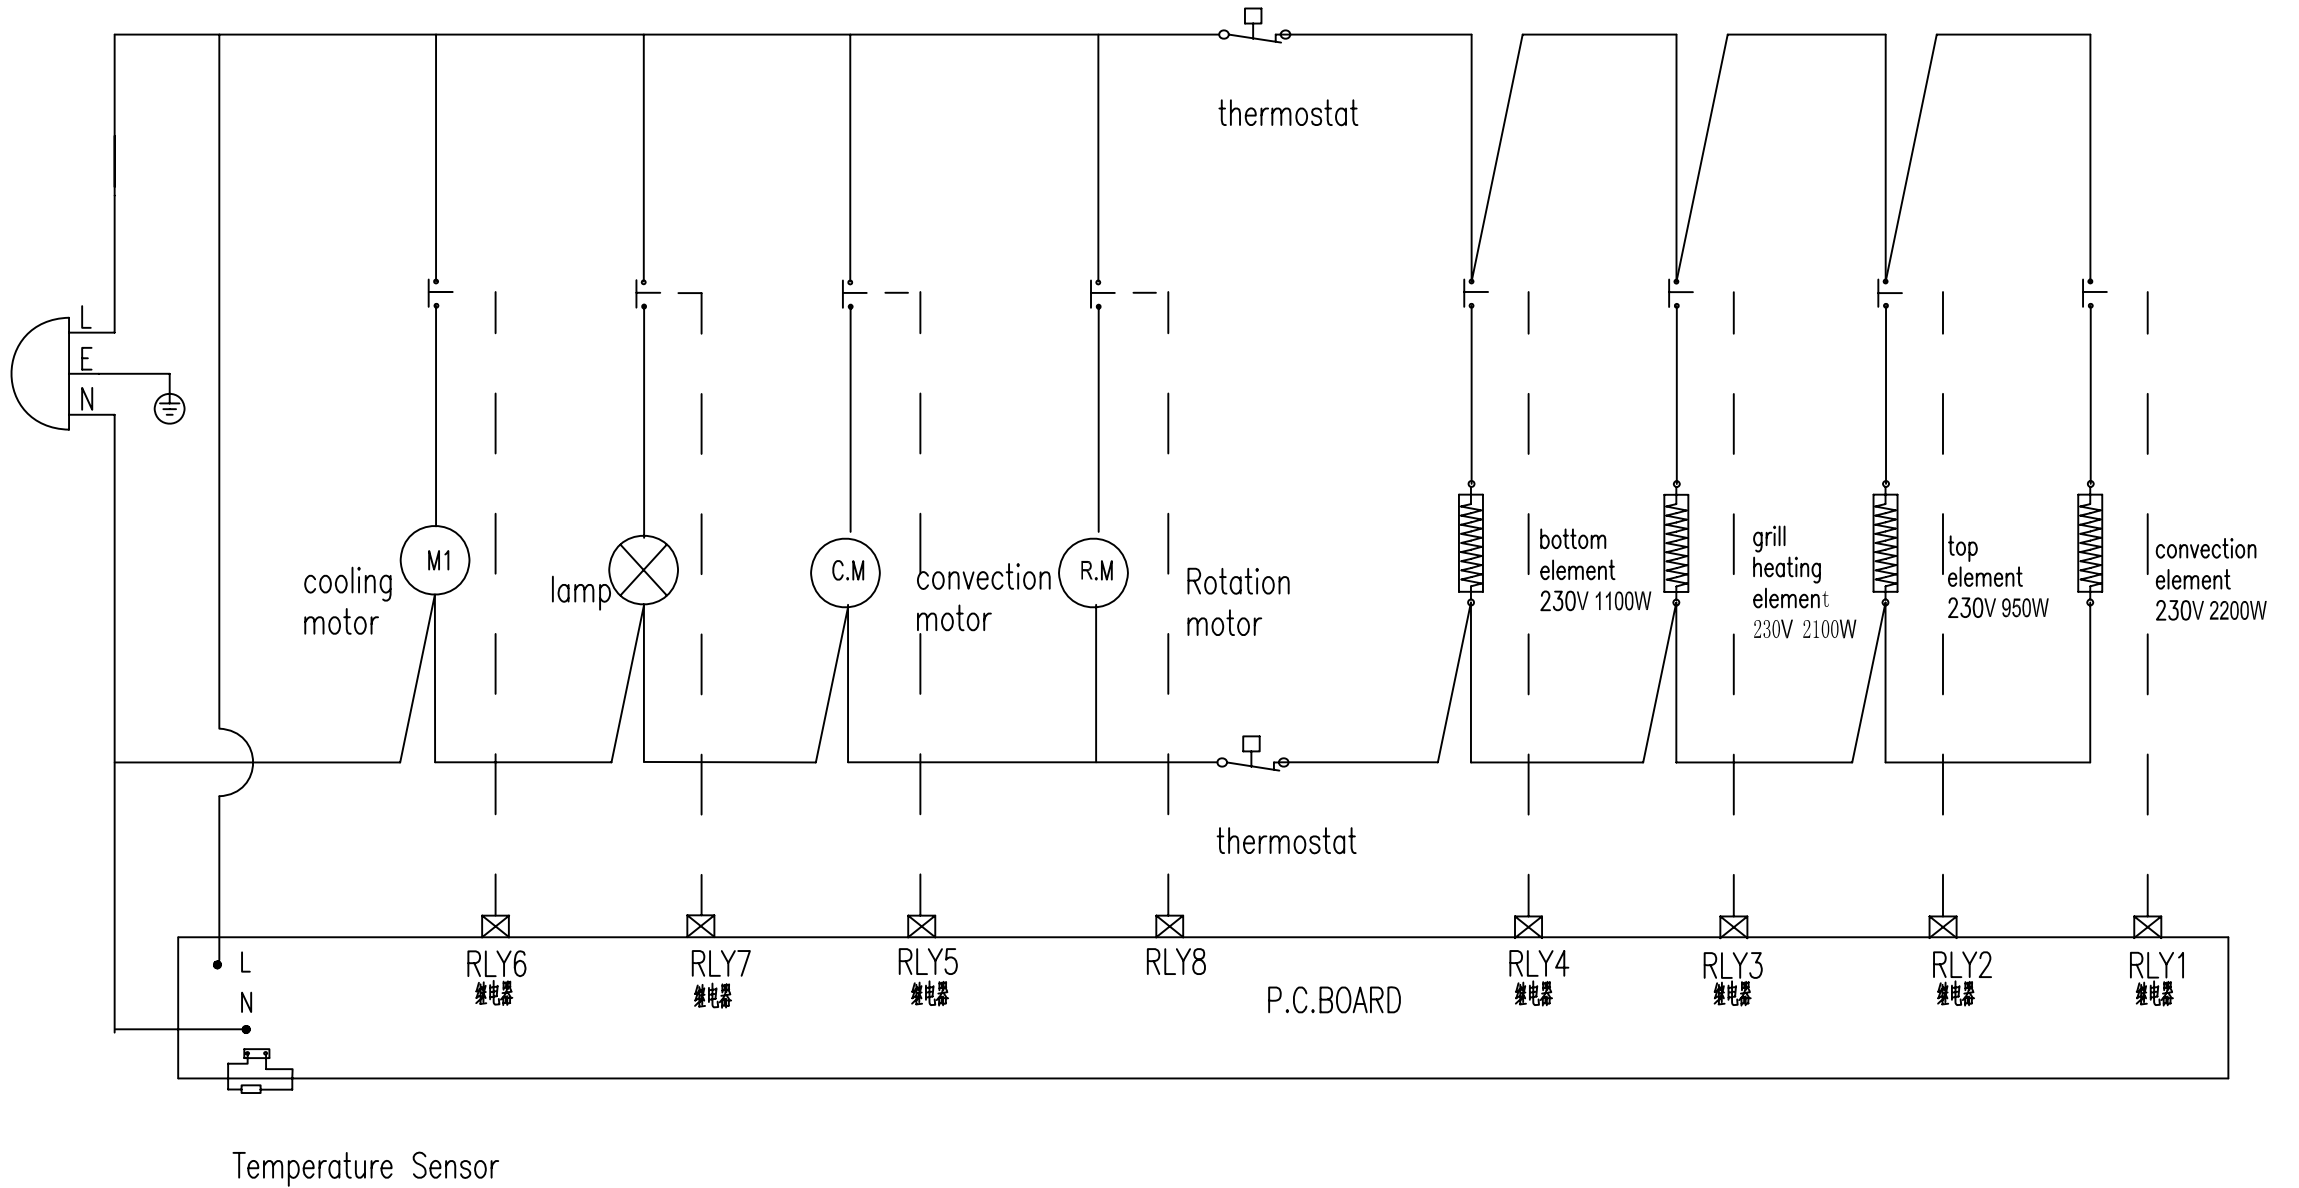 thermostat
L
E
N
M1
cooling
motor
lamp
C.M
convection
motor
R.M
Rotation
motor
bottom
element
230V 1100W
grill
heating
element
230V 2100W
top
element
230V 950W
convection
element
230V 2200W
thermostat
L
N
RLY6
继电器
RLY7
继电器
RLY5
继电器
RLY8
P.C.BOARD
RLY4
继电器
RLY3
继电器
RLY2
继电器
RLY1
继电器
Temperature Sensor